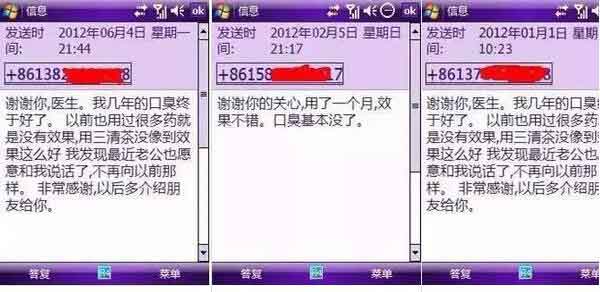 信息 ok
发送时间: 2012年06月4日 星期一 21:44
+86138
谢谢你,医生。我几年的口臭终
于好了。 以前也用过很多药就
是没有效果,用三清茶没像到效
果这么好 我发现最近老公也愿
意和我说话了,不再向以前那
样。 非常感谢,以后多介绍朋
友给你。
答复 菜单
信息 ok
发送时间: 2012年02月5日 星期日 21:17
+86158 17
谢谢你的关心,用了一个月,效
果不错。口臭基本没了。
答复 菜单
信息 ok
发送时间: 2012年01月1日 星期 10:23
+86137 8
谢谢你,医生。我几年的口臭终
于好了。 以前也用过很多药就
是没有效果,用三清茶没像到效
果这么好 我发现最近老公也愿
意和我说话了,不再向以前那
样。 非常感谢,以后多介绍朋
友给你。
答复 菜单